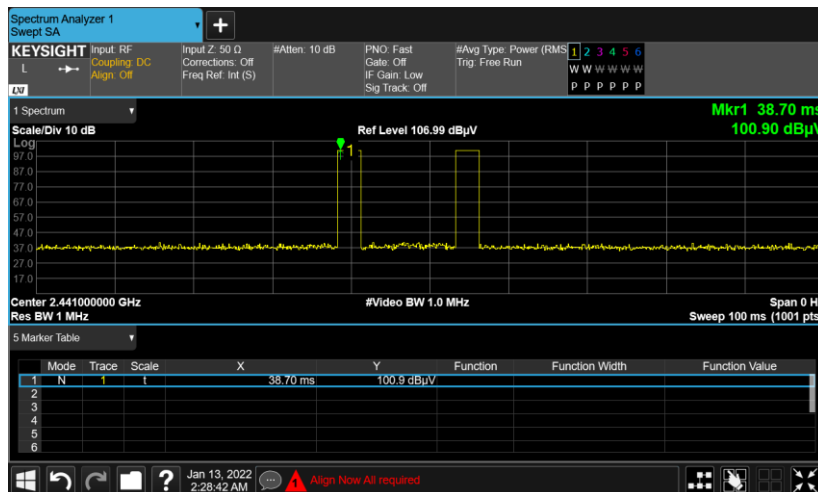 Spectrum Analyzer 1
Swept SA
KEYSIGHT
L
LXI
Input: RF
Coupling: DC
Align: Off
Input Z: 50 Ω
Corrections: Off
Freq Ref: Int (S)
#Atten: 10 dB
PNO: Fast
Gate: Off
IF Gain: Low
Sig Track: Off
#Avg Type: Power (RMS
Trig: Free Run
1 2 3 4 5 6
W W W W W W
P P P P P P
1 Spectrum
Scale/Div 10 dB
Ref Level 106.99 dBµV
Mkr1 38.70 ms
100.90 dBµV
Log
97.0
87.0
77.0
67.0
57.0
47.0
37.0
27.0
17.0
1
Center 2.441000000 GHz
#Video BW 1.0 MHz
Span 0 H
Res BW 1 MHz
Sweep 100 ms (1001 pts
5 Marker Table
Mode Trace Scale X Y Function Function Width Function Value
1 N 1 t 38.70 ms 100.9 dBµV
2
3
4
5
6
?
Jan 13, 2022
2:28:42 AM
1
Align Now All required